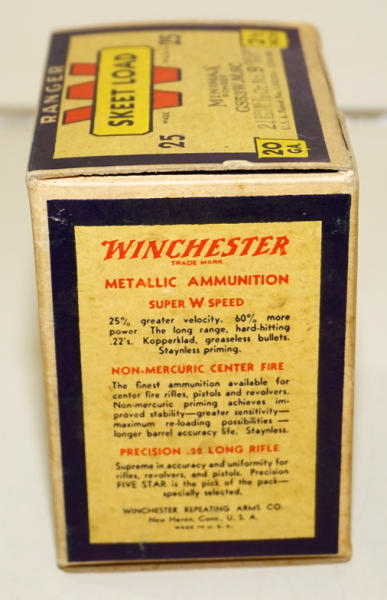 RANGER
W
SKEET LOAD
25
MADE
25
MINIMAX
20
GA
WINCHESTER
TRADE MARK
METALLIC AMMUNITION
SUPER W SPEED
25% greater velocity. 60% more
power. The long range, hard-hitting
.22's. Kopperklad, greaseless bullets.
Staynless priming.
NON-MERCURIC CENTER FIRE
The finest ammunition available for
center fire rifles, pistols and revolvers.
Non-mercuric priming achieves im-
proved stability—greater sensitivity—
maximum re-loading possibilities —
longer barrel accuracy life. Staynless.
PRECISION .22 LONG RIFLE
Supreme in accuracy and uniformity for
rifles, revolvers, and pistols. Precision
FIVE STAR is the pick of the pack—
specially selected.
WINCHESTER REPEATING ARMS CO.
New Haven, Conn., U. S. A.
MADE IN U. S. A.